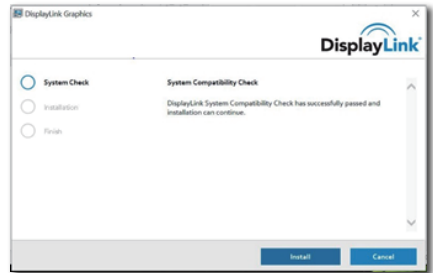 DisplayLink Graphics
DisplayLink
System Check
System Compatibility Check
DisplayLink System Compatibility Check has successfully passed and
installation can continue.
Installation
Finish
Install
Cancel